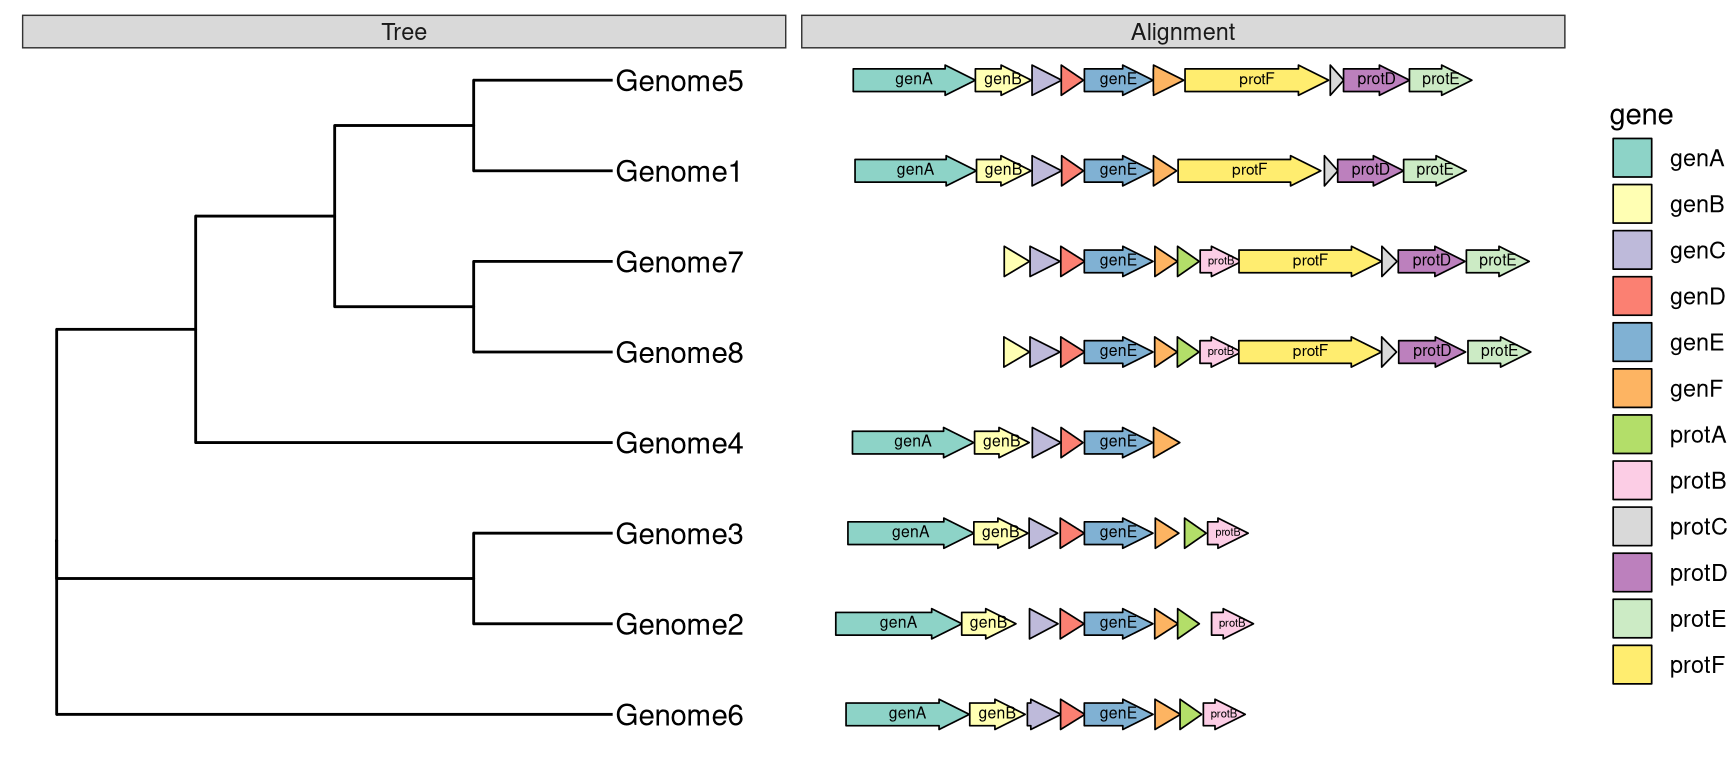 Tree Alignment
Genome5 genA genB genE protF protD protE
Genome1 genA genB genE protF protD protE
Genome7 genE protB protF protD protE
Genome8 genE protB protF protD protE
Genome4 genA genB genE
Genome3 genA genB genE protB
Genome2 genA genB genE protB
Genome6 genA genB genE protB
gene
genA
genB
genC
genD
genE
genF
protA
protB
protC
protD
protE
protF